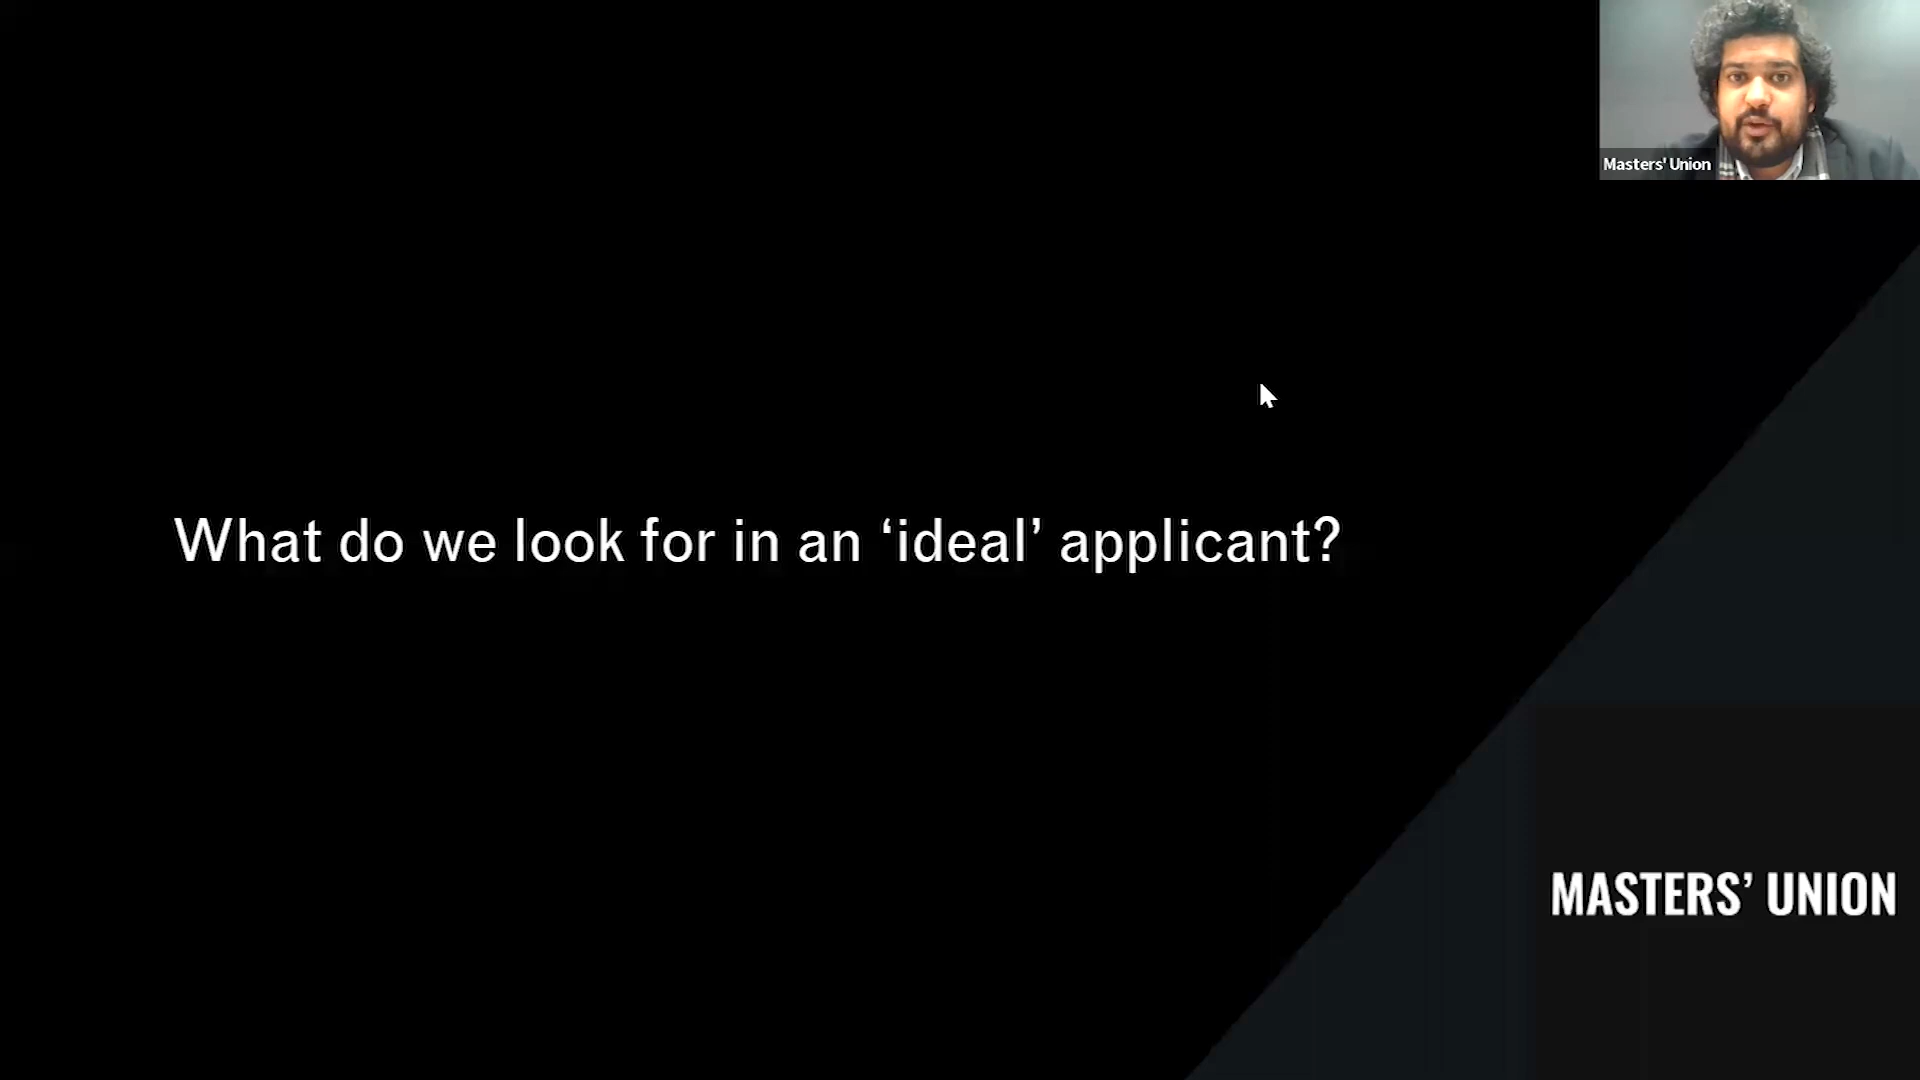 Masters' Union
What do we look for in an ‘ideal’ applicant?
MASTERS’ UNION